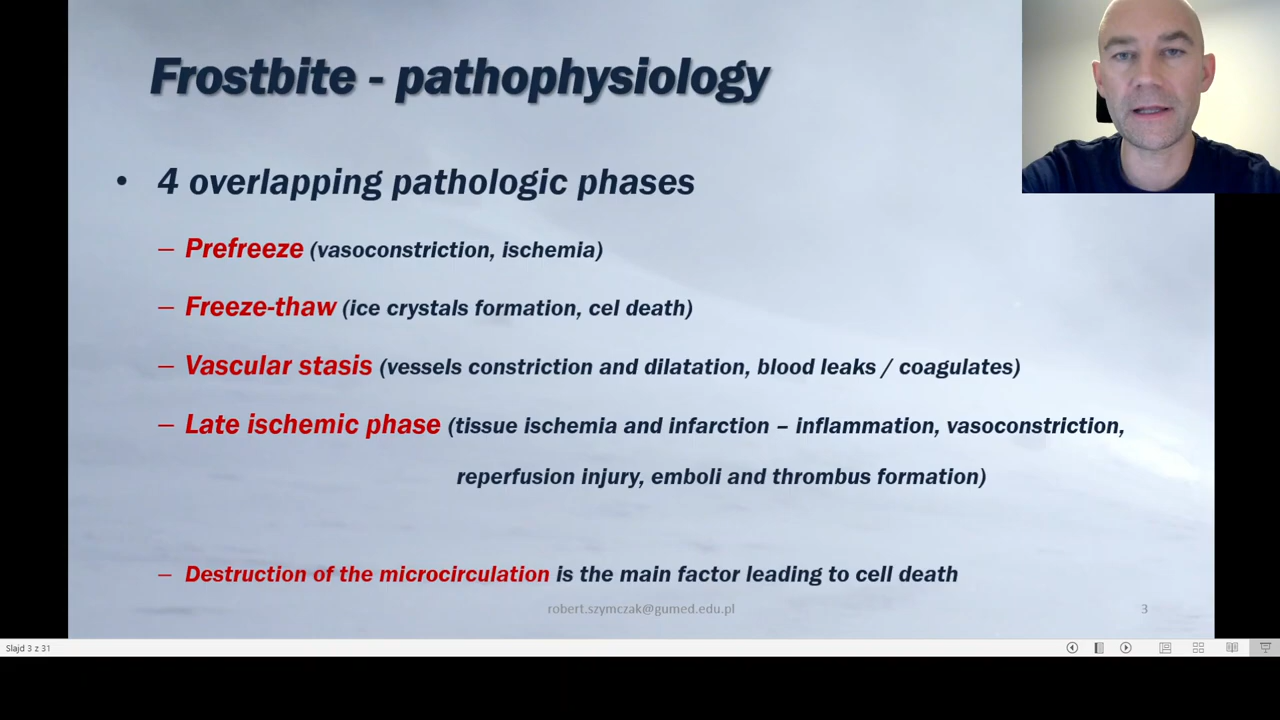 Frostbite - pathophysiology
• 4 overlapping pathologic phases
– Prefreeze (vasoconstriction, ischemia)
– Freeze-thaw (ice crystals formation, cel death)
– Vascular stasis (vessels constriction and dilatation, blood leaks / coagulates)
– Late ischemic phase (tissue ischemia and infarction – inflammation, vasoconstriction,
reperfusion injury, emboli and thrombus formation)
– Destruction of the microcirculation is the main factor leading to cell death
robert.szymczak@gumed.edu.pl
3
Slajd 3 z 31